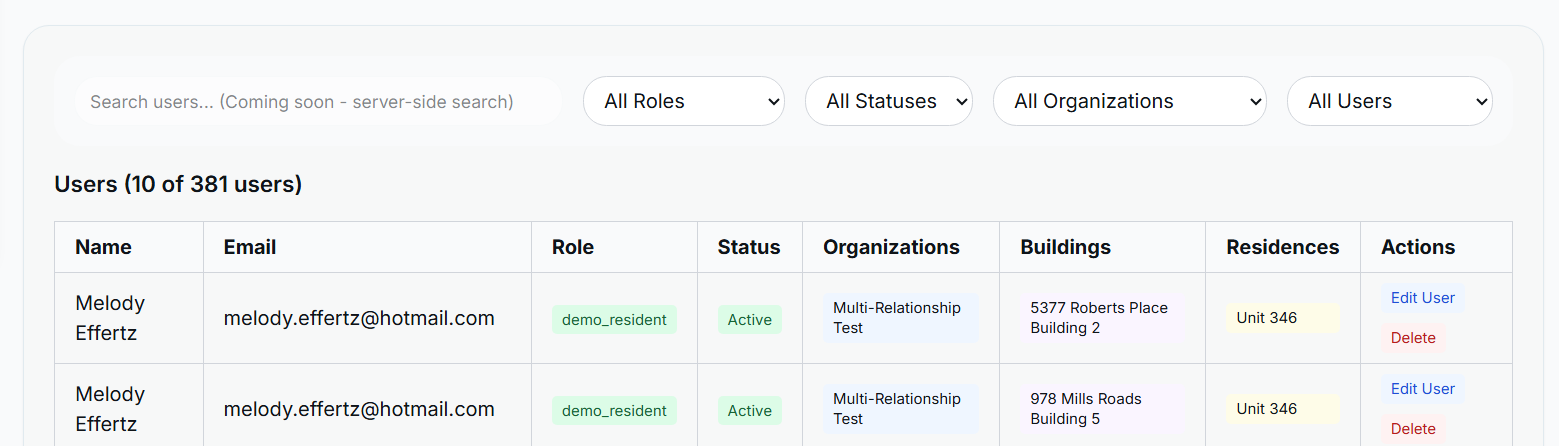 Search users... (Coming soon - server-side search)
All Roles
All Statuses
All Organizations
All Users
Users (10 of 381 users)
Name
Email
Role
Status
Organizations
Buildings
Residences
Actions
Melody
Effertz
melody.effertz@hotmail.com
demo_resident
Active
Multi-Relationship
Test
5377 Roberts Place
Building 2
Unit 346
Edit User
Delete
Melody
Effertz
melody.effertz@hotmail.com
demo_resident
Active
Multi-Relationship
Test
978 Mills Roads
Building 5
Unit 346
Edit User
Delete